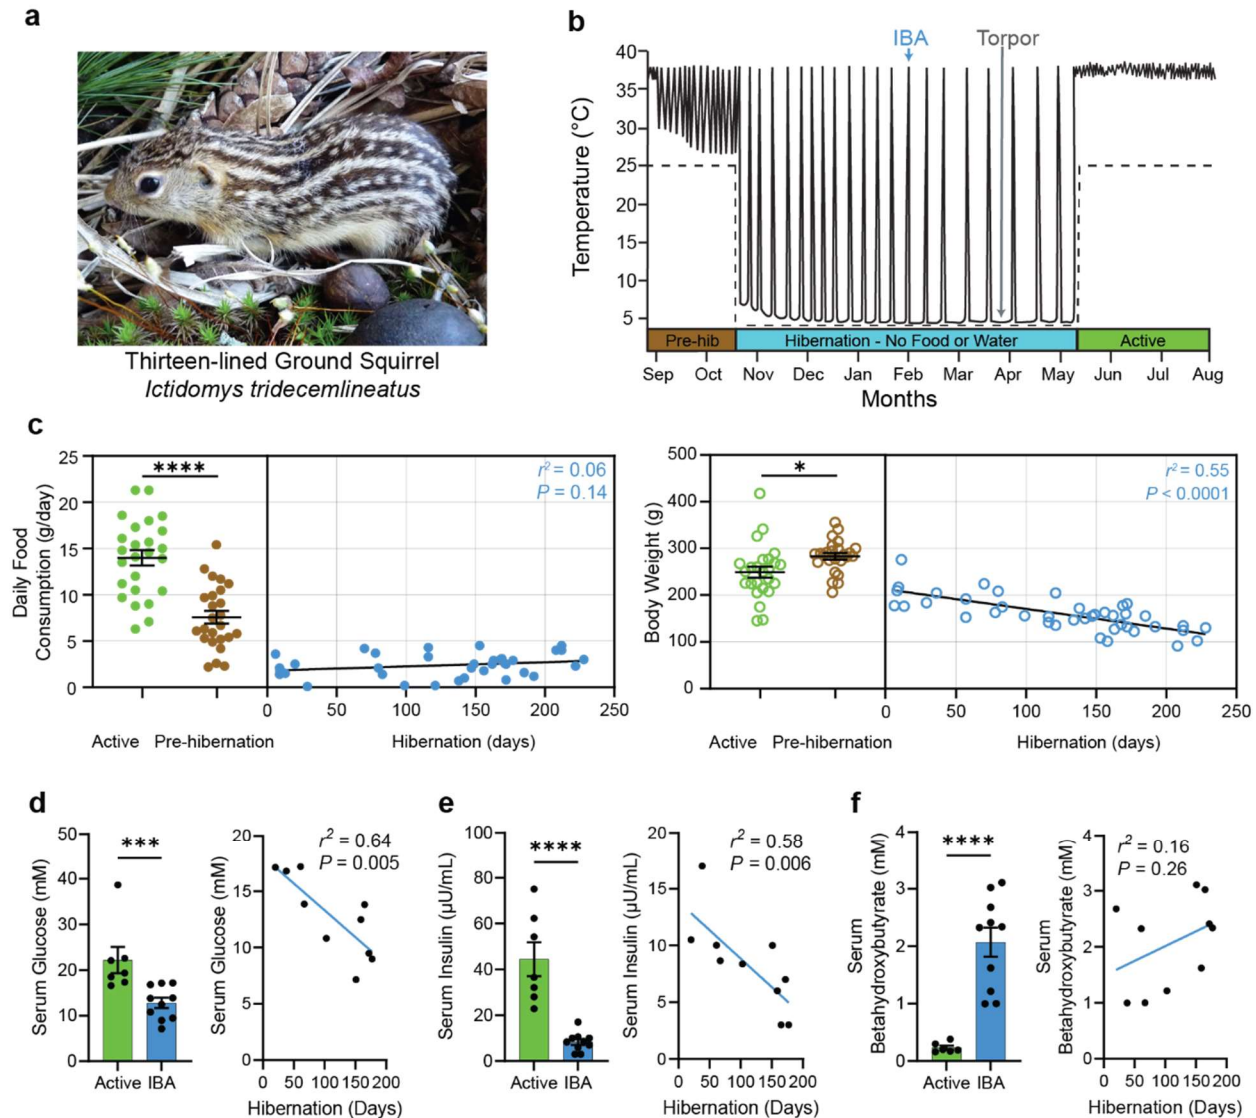 a
Thirteen-lined Ground Squirrel
Ictidomys tridecemlineatus
b
IBA
Torpor
Temperature (°C)
40
35
30
25
20
15
10
5
Pre-hib
Hibernation - No Food or Water
Active
Sep Oct Nov Dec Jan Feb Mar Apr May Jun Jul Aug
Months
c
Daily Food
Consumption (g/day)
25
20
15
10
5
0
****
r² = 0.06
P = 0.14
0 50 100 150 200 250
Active Pre-hibernation Hibernation (days)
Body Weight (g)
500
400
300
200
100
0
*
r² = 0.55
P < 0.0001
0 50 100 150 200 250
Active Pre-hibernation Hibernation (days)
d
Serum Glucose (mM)
50
40
30
20
10
0
***
Active IBA
Serum Glucose (mM)
20
15
10
5
0
r² = 0.64
P = 0.005
0 50 100 150 200
Hibernation (Days)
e
Serum Insulin (µU/mL)
100
80
60
40
20
0
****
Active IBA
Serum Insulin (µU/mL)
20
15
10
5
0
r² = 0.58
P = 0.006
0 50 100 150 200
Hibernation (Days)
f
Serum
Betahydroxybutyrate (mM)
4
3
2
1
0
****
Active IBA
Serum
Betahydroxybutyrate (mM)
4
3
2
1
0
r² = 0.16
P = 0.26
0 50 100 150 200
Hibernation (Days)